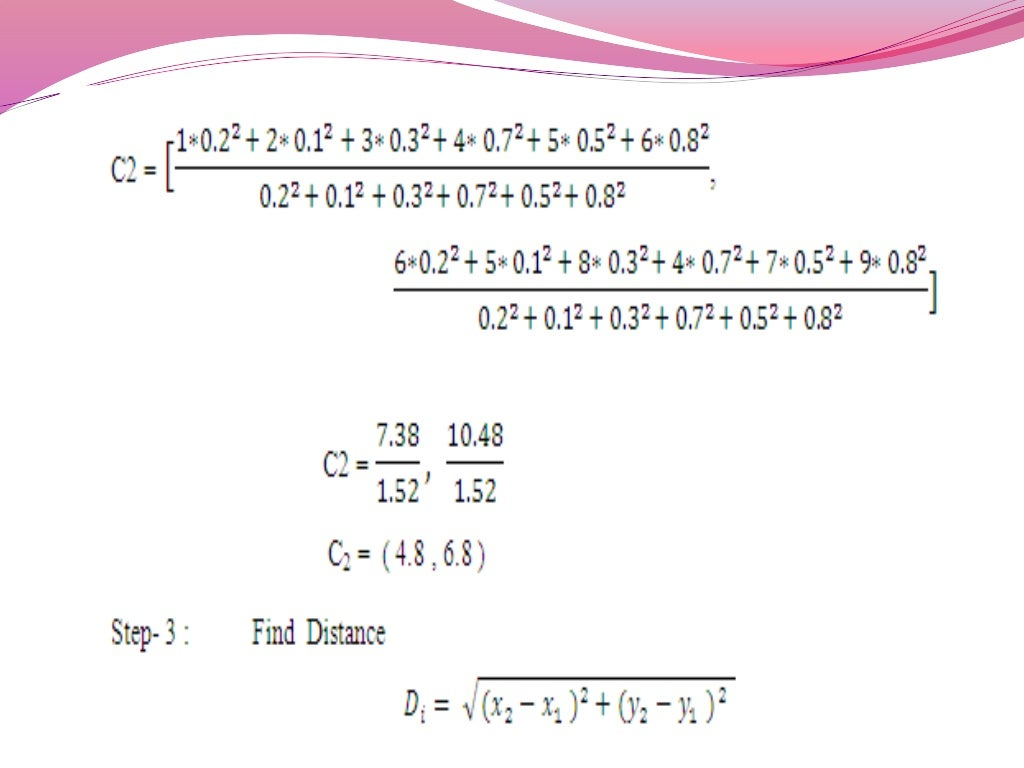 C2 = [ 1*0.2² + 2* 0.1² + 3* 0.3² + 4* 0.7² + 5* 0.5² + 6* 0.8²
0.2² + 0.1² + 0.3² + 0.7² + 0.5² + 0.8² ,
6*0.2² + 5* 0.1² + 8* 0.3² + 4* 0.7² + 7* 0.5² + 9* 0.8²
0.2² + 0.1² + 0.3² + 0.7² + 0.5² + 0.8² ]
C2 = 7.38 , 10.48
1.52 1.52
C₂ = ( 4.8 , 6.8 )
Step- 3 : Find Distance
Dᵢ = √(x₂ − x₁ )² + (y₂ − y₁ )²